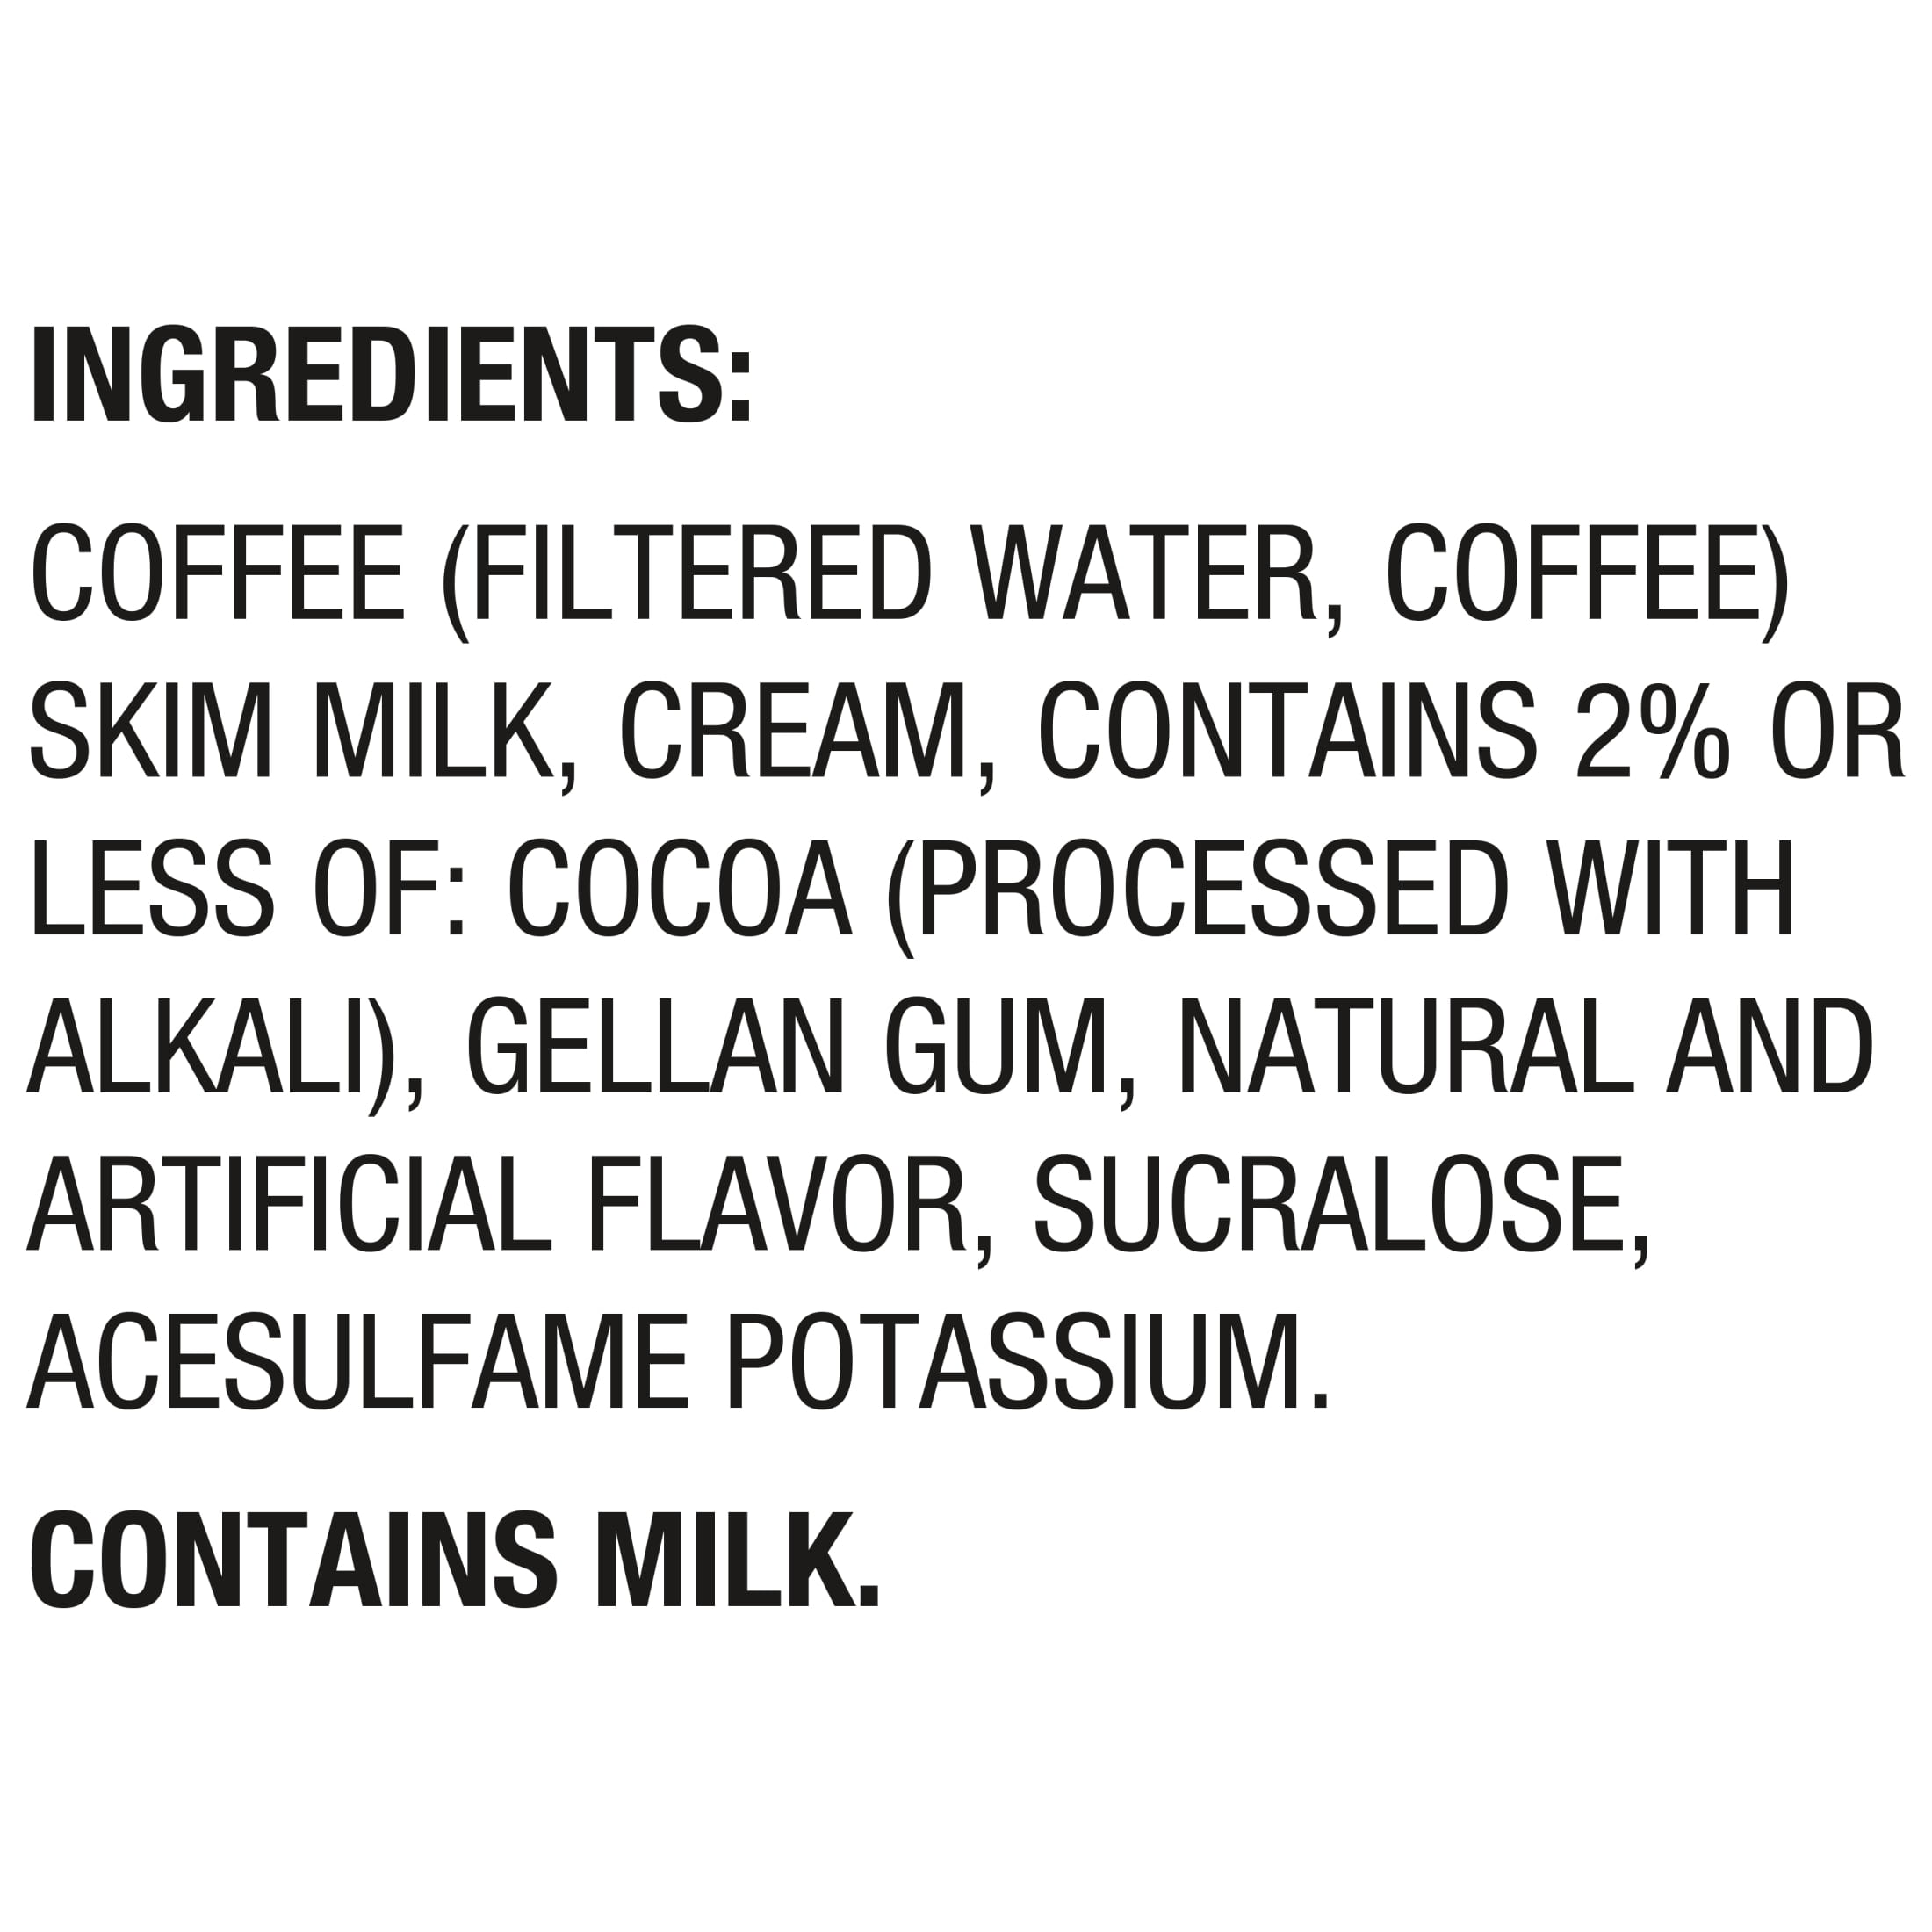 INGREDIENTS:
COFFEE (FILTERED WATER, COFFEE)
SKIM MILK, CREAM, CONTAINS 2% OR
LESS OF: COCOA (PROCESSED WITH
ALKALI), GELLAN GUM, NATURAL AND
ARTIFICIAL FLAVOR, SUCRALOSE,
ACESULFAME POTASSIUM.
CONTAINS MILK.